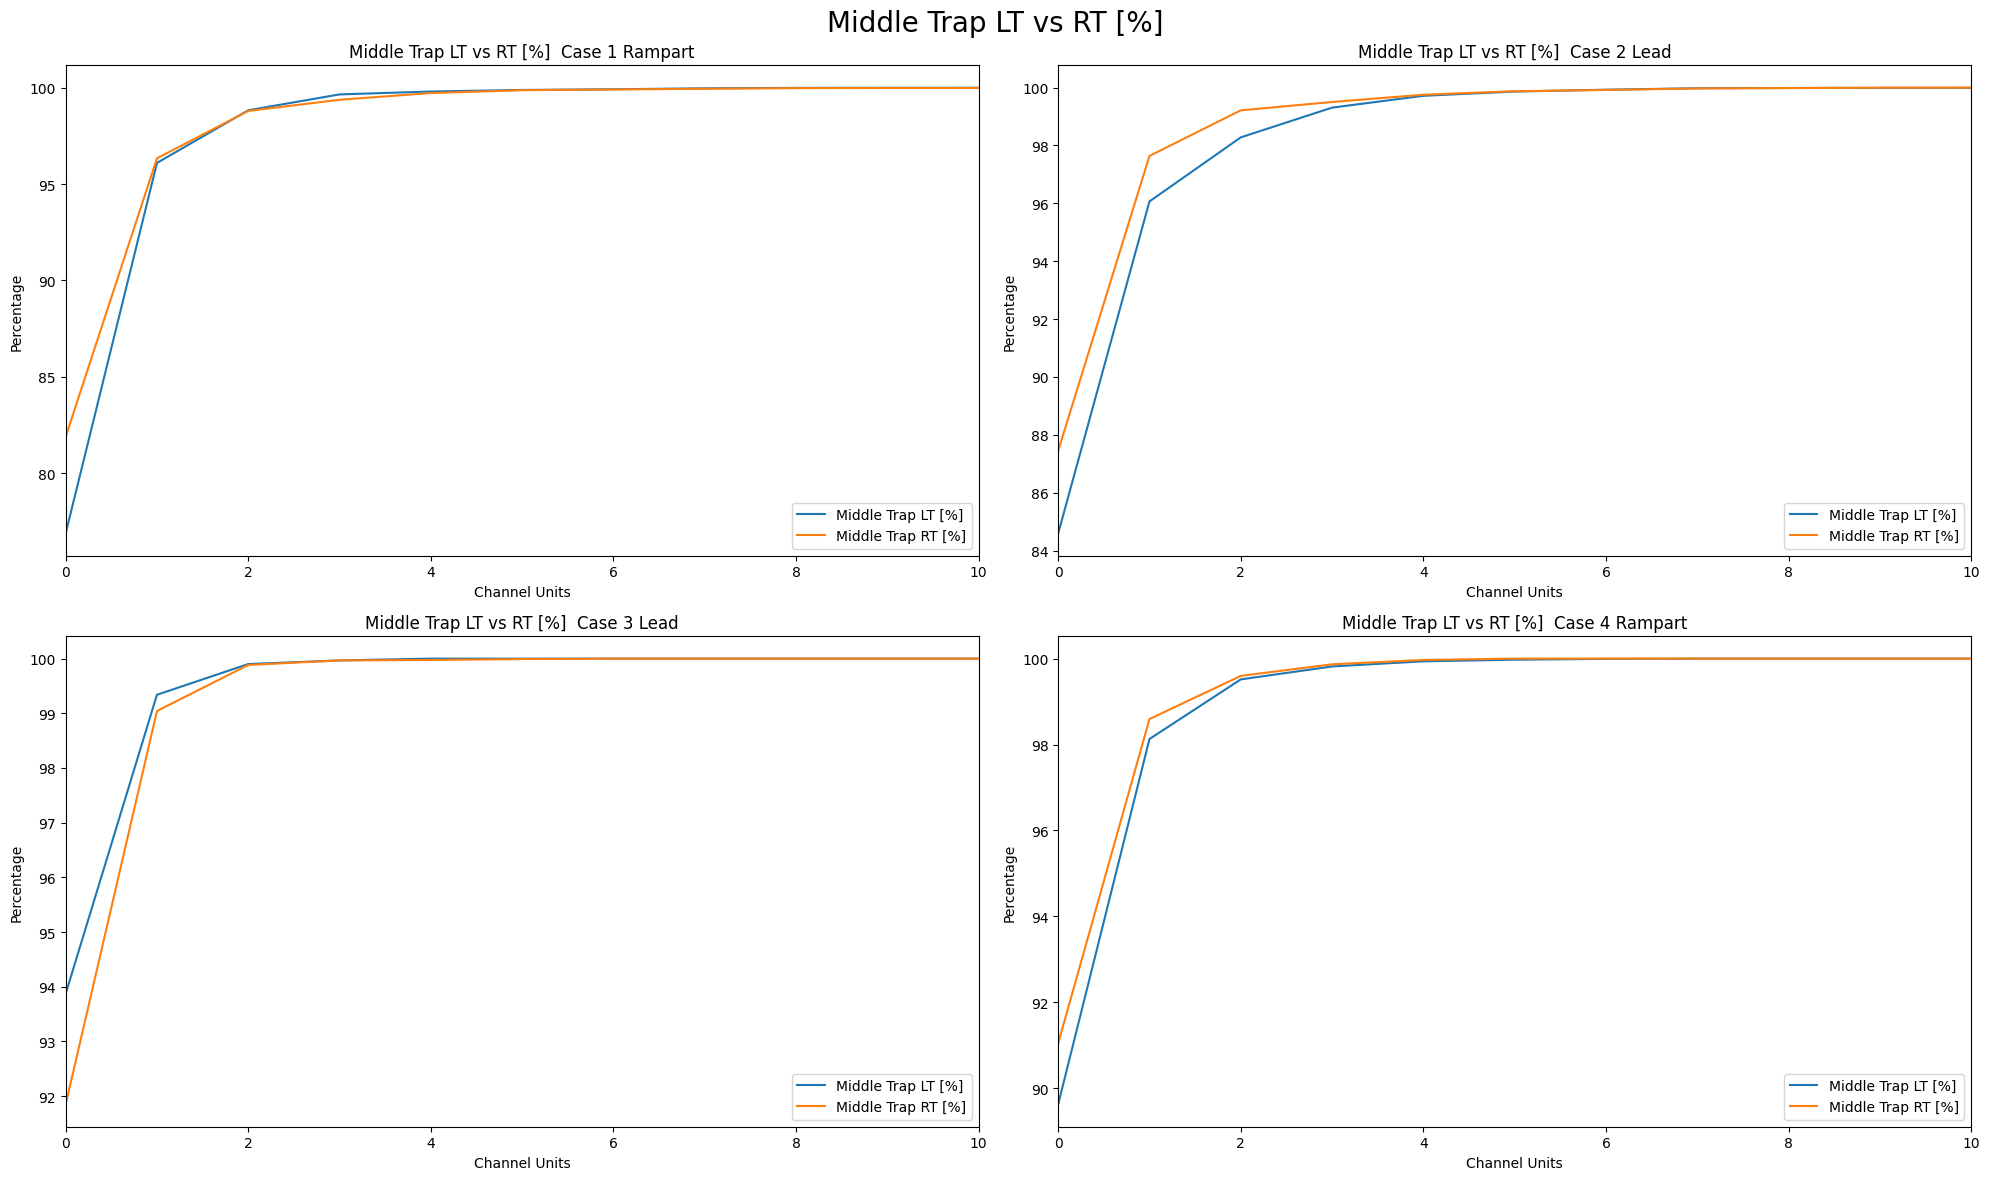 Middle Trap LT vs RT [%]
Middle Trap LT vs RT [%]  Case 1 Rampart
Percentage
100
95
90
85
80
Middle Trap LT [%]
Middle Trap RT [%]
0 2 4 6 8 10
Channel Units
Middle Trap LT vs RT [%]  Case 2 Lead
Percentage
100
98
96
94
92
90
88
86
84
Middle Trap LT [%]
Middle Trap RT [%]
0 2 4 6 8 10
Channel Units
Middle Trap LT vs RT [%]  Case 3 Lead
Percentage
100
99
98
97
96
95
94
93
92
Middle Trap LT [%]
Middle Trap RT [%]
0 2 4 6 8 10
Channel Units
Middle Trap LT vs RT [%]  Case 4 Rampart
Percentage
100
98
96
94
92
90
Middle Trap LT [%]
Middle Trap RT [%]
0 2 4 6 8 10
Channel Units